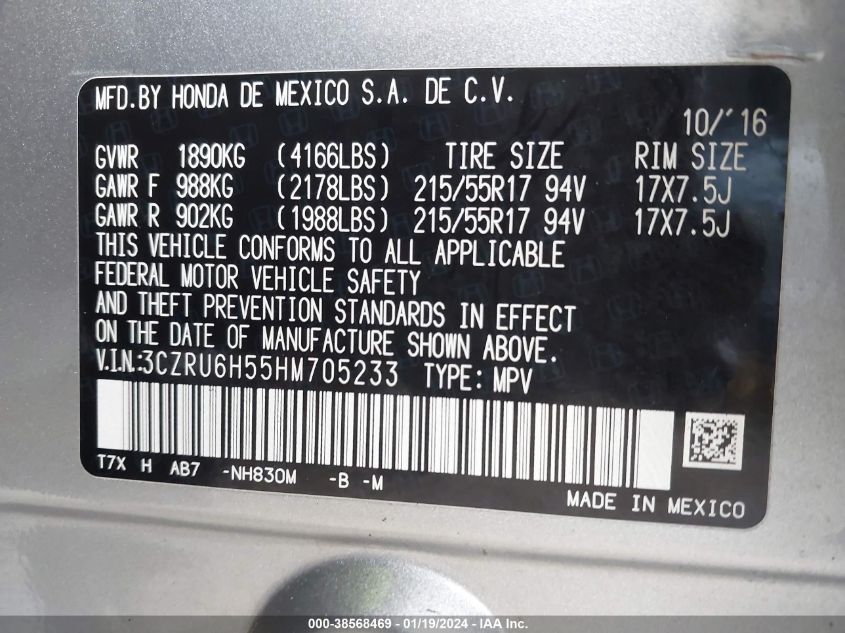 MFD.BY HONDA DE MEXICO S.A. DE C.V.
10/'16
GVWR 1890KG (4166LBS) TIRE SIZE RIM SIZE
GAWR F 988KG (2178LBS) 215/55R17 94V 17X7.5J
GAWR R 902KG (1988LBS) 215/55R17 94V 17X7.5J
THIS VEHICLE CONFORMS TO ALL APPLICABLE
FEDERAL MOTOR VEHICLE SAFETY
AND THEFT PREVENTION STANDARDS IN EFFECT
ON THE DATE OF MANUFACTURE SHOWN ABOVE.
V.I.N.:3CZRU6H55HM705233 TYPE: MPV
T7X H AB7 -NH830M -B -M
MADE IN MEXICO
000-38568469 - 01/19/2024 - IAA Inc.